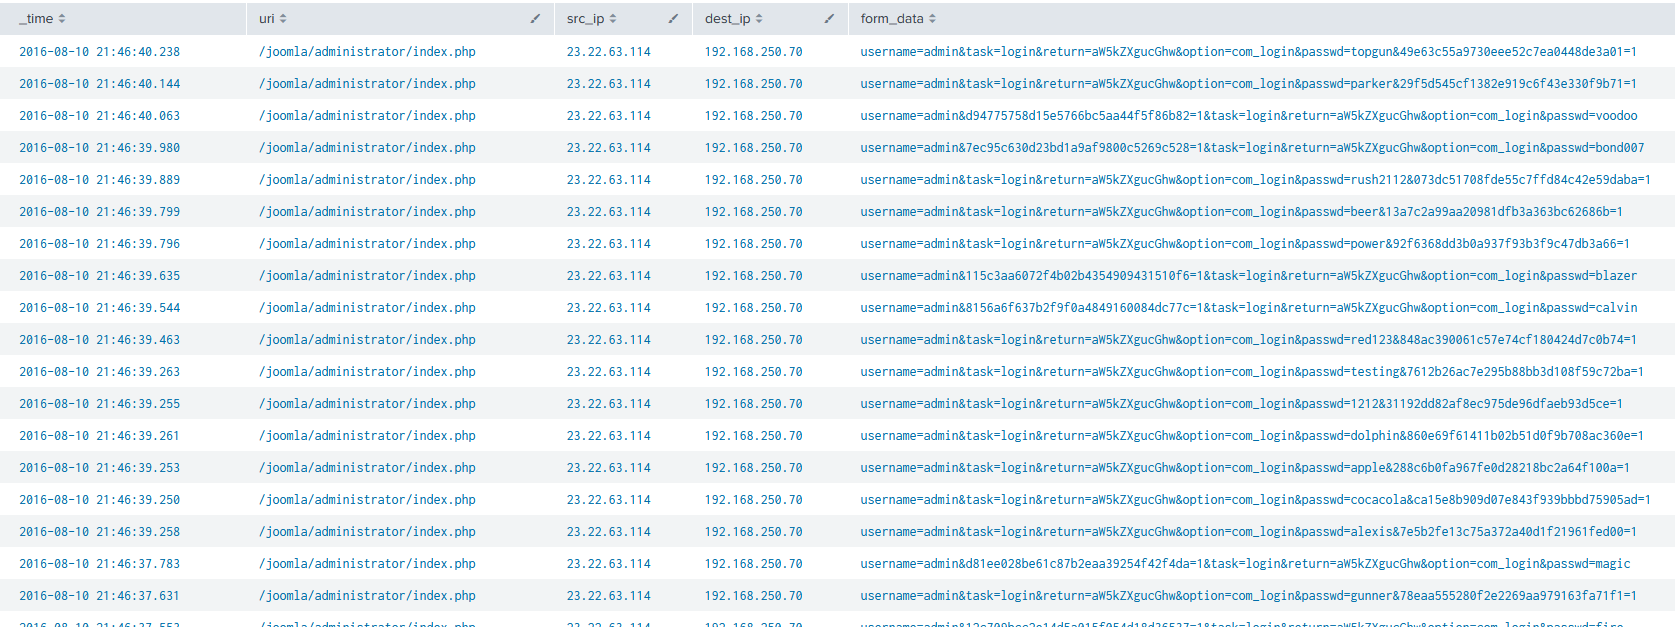 _time uri src_ip dest_ip form_data
2016-08-10 21:46:40.238 /joomla/administrator/index.php 23.22.63.114 192.168.250.70 username=admin&task=login&return=aW5kZXgucGhw&option=com_login&passwd=topgun&49e63c55a9730eee52c7ea0448de3a01=1
2016-08-10 21:46:40.144 /joomla/administrator/index.php 23.22.63.114 192.168.250.70 username=admin&task=login&return=aW5kZXgucGhw&option=com_login&passwd=parker&29f5d545cf1382e919c6f43e330f9b71=1
2016-08-10 21:46:40.063 /joomla/administrator/index.php 23.22.63.114 192.168.250.70 username=admin&d94775758d15e5766bc5aa44f5f86b82=1&task=login&return=aW5kZXgucGhw&option=com_login&passwd=voodoo
2016-08-10 21:46:39.980 /joomla/administrator/index.php 23.22.63.114 192.168.250.70 username=admin&7ec95c630d23bd1a9af9800c5269c528=1&task=login&return=aW5kZXgucGhw&option=com_login&passwd=bond007
2016-08-10 21:46:39.889 /joomla/administrator/index.php 23.22.63.114 192.168.250.70 username=admin&task=login&return=aW5kZXgucGhw&option=com_login&passwd=rush2112&073dc51708fde55c7ffd84c42e59daba=1
2016-08-10 21:46:39.799 /joomla/administrator/index.php 23.22.63.114 192.168.250.70 username=admin&task=login&return=aW5kZXgucGhw&option=com_login&passwd=beer&13a7c2a99aa20981dfb3a363bc62686b=1
2016-08-10 21:46:39.796 /joomla/administrator/index.php 23.22.63.114 192.168.250.70 username=admin&task=login&return=aW5kZXgucGhw&option=com_login&passwd=power&92f6368dd3b0a937f93b3f9c47db3a66=1
2016-08-10 21:46:39.635 /joomla/administrator/index.php 23.22.63.114 192.168.250.70 username=admin&115c3aa6072f4b02b4354909431510f6=1&task=login&return=aW5kZXgucGhw&option=com_login&passwd=blazer
2016-08-10 21:46:39.544 /joomla/administrator/index.php 23.22.63.114 192.168.250.70 username=admin&8156a6f637b2f9f0a4849160084dc77c=1&task=login&return=aW5kZXgucGhw&option=com_login&passwd=calvin
2016-08-10 21:46:39.463 /joomla/administrator/index.php 23.22.63.114 192.168.250.70 username=admin&task=login&return=aW5kZXgucGhw&option=com_login&passwd=red123&848ac390061c57e74cf180424d7c0b74=1
2016-08-10 21:46:39.263 /joomla/administrator/index.php 23.22.63.114 192.168.250.70 username=admin&task=login&return=aW5kZXgucGhw&option=com_login&passwd=testing&7612b26ac7e295b88bb3d108f59c72ba=1
2016-08-10 21:46:39.255 /joomla/administrator/index.php 23.22.63.114 192.168.250.70 username=admin&task=login&return=aW5kZXgucGhw&option=com_login&passwd=1212&31192dd82af8ec975de96dfaeb93d5ce=1
2016-08-10 21:46:39.261 /joomla/administrator/index.php 23.22.63.114 192.168.250.70 username=admin&task=login&return=aW5kZXgucGhw&option=com_login&passwd=dolphin&860e69f61411b02b51d0f9b708ac360e=1
2016-08-10 21:46:39.253 /joomla/administrator/index.php 23.22.63.114 192.168.250.70 username=admin&task=login&return=aW5kZXgucGhw&option=com_login&passwd=apple&288c6b0fa967fe0d28218bc2a64f100a=1
2016-08-10 21:46:39.250 /joomla/administrator/index.php 23.22.63.114 192.168.250.70 username=admin&task=login&return=aW5kZXgucGhw&option=com_login&passwd=cocacola&ca15e8b909d07e843f939bbbd75905ad=1
2016-08-10 21:46:39.258 /joomla/administrator/index.php 23.22.63.114 192.168.250.70 username=admin&task=login&return=aW5kZXgucGhw&option=com_login&passwd=alexis&7e5b2fe13c75a372a40d1f21961fed00=1
2016-08-10 21:46:37.783 /joomla/administrator/index.php 23.22.63.114 192.168.250.70 username=admin&d81ee028be61c87b2eaa39254f42f4da=1&task=login&return=aW5kZXgucGhw&option=com_login&passwd=magic
2016-08-10 21:46:37.631 /joomla/administrator/index.php 23.22.63.114 192.168.250.70 username=admin&task=login&return=aW5kZXgucGhw&option=com_login&passwd=gunner&78eaa555280f2e2269aa979163fa71f1=1
2016-08-10 /joomla/administrator/index.php 23.22.63.114 192.168.250.70